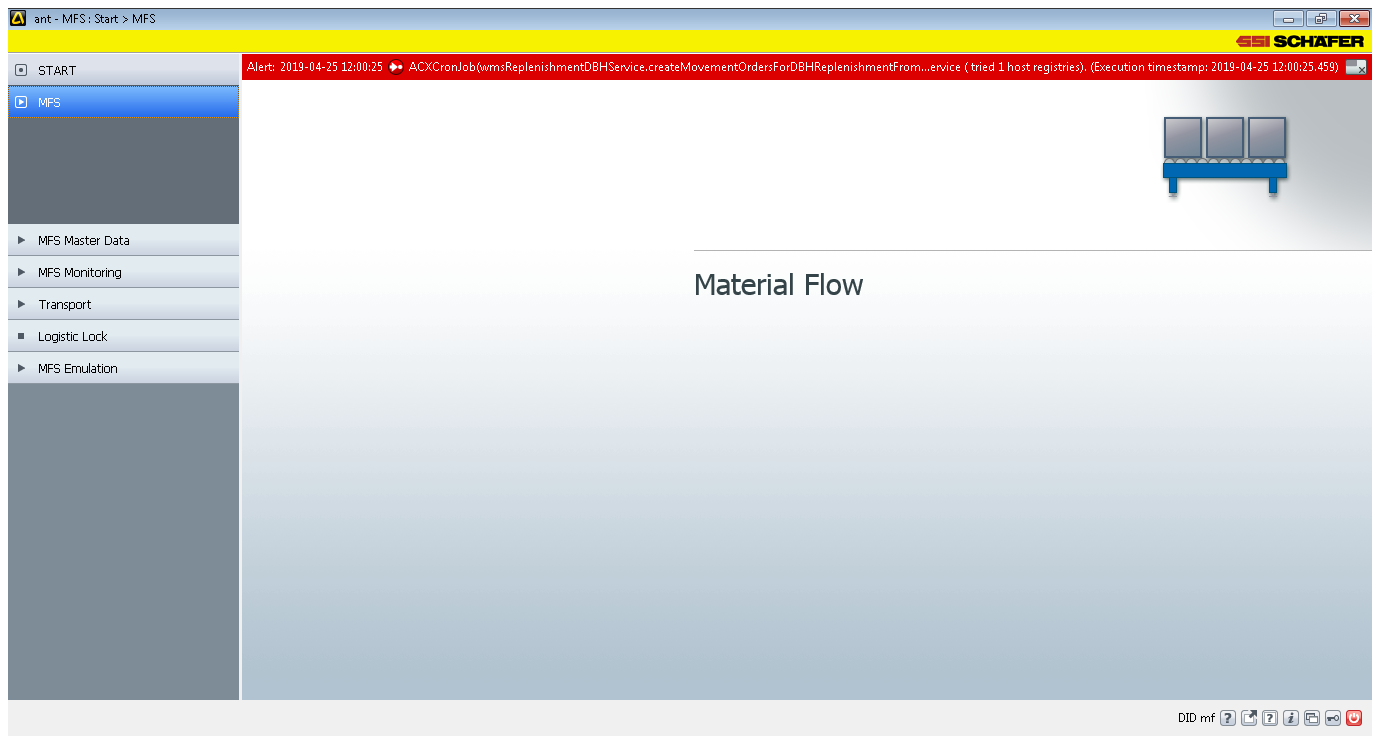 ant - MFS : Start > MFS
SSI SCHÄFER
START
Alert: 2019-04-25 12:00:25 ACXCronJob(wmsReplenishmentDBHService.createMovementOrdersForDBHReplenishmentFrom...ervice ( tried 1 host registries). (Execution timestamp: 2019-04-25 12:00:25.459)
MFS
MFS Master Data
MFS Monitoring
Transport
Logistic Lock
MFS Emulation
Material Flow
DID mf